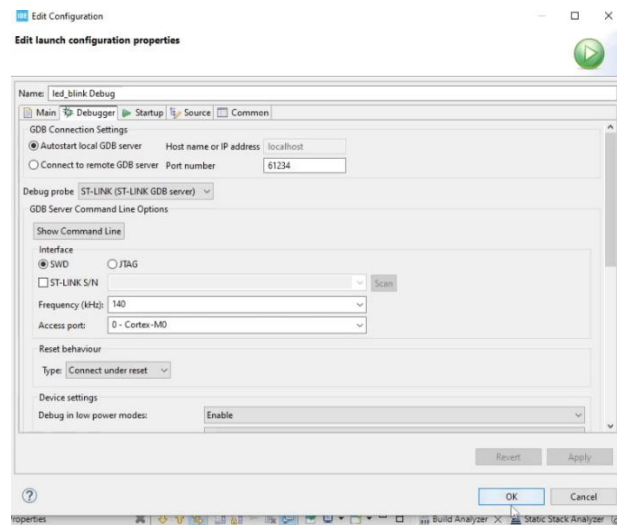 IDE Edit Configuration
Edit launch configuration properties
Name: led_blink Debug
Main Debugger Startup Source Common
GDB Connection Settings
Autostart local GDB server Host name or IP address localhost
Connect to remote GDB server Port number 61234
Debug probe ST-LINK (ST-LINK GDB server)
GDB Server Command Line Options
Show Command Line
Interface
SWD JTAG
ST-LINK S/N Scan
Frequency (kHz): 140
Access port: 0 - Cortex-M0
Reset behaviour
Type: Connect under reset
Device settings
Debug in low power modes: Enable
Revert Apply
? OK Cancel
roperties Build Analyzer Static Stack Analyzer